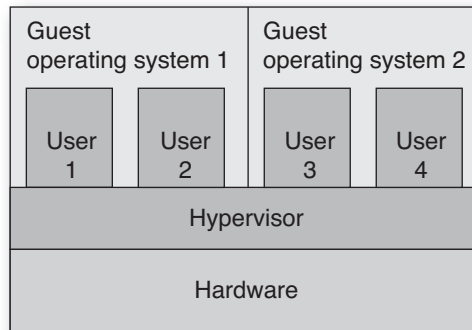 Guest
operating system 1
Guest
operating system 2
User
1
User
2
User
3
User
4
Hypervisor
Hardware